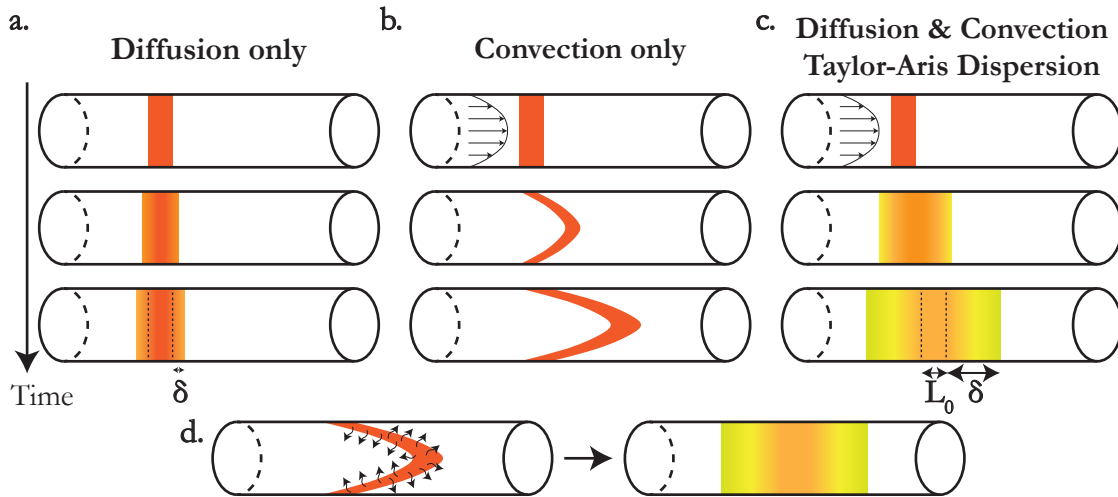 a.
Diffusion only
b.
Convection only
c.
Diffusion & Convection
Taylor-Aris Dispersion
Time
δ
L₀
δ
d.